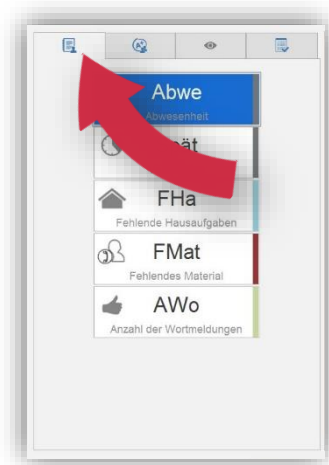 Abwe
Abwesenheit
FHa
Fehlende Hausaufgaben
FMat
Fehlendes Material
AWo
Anzahl der Wortmeldungen